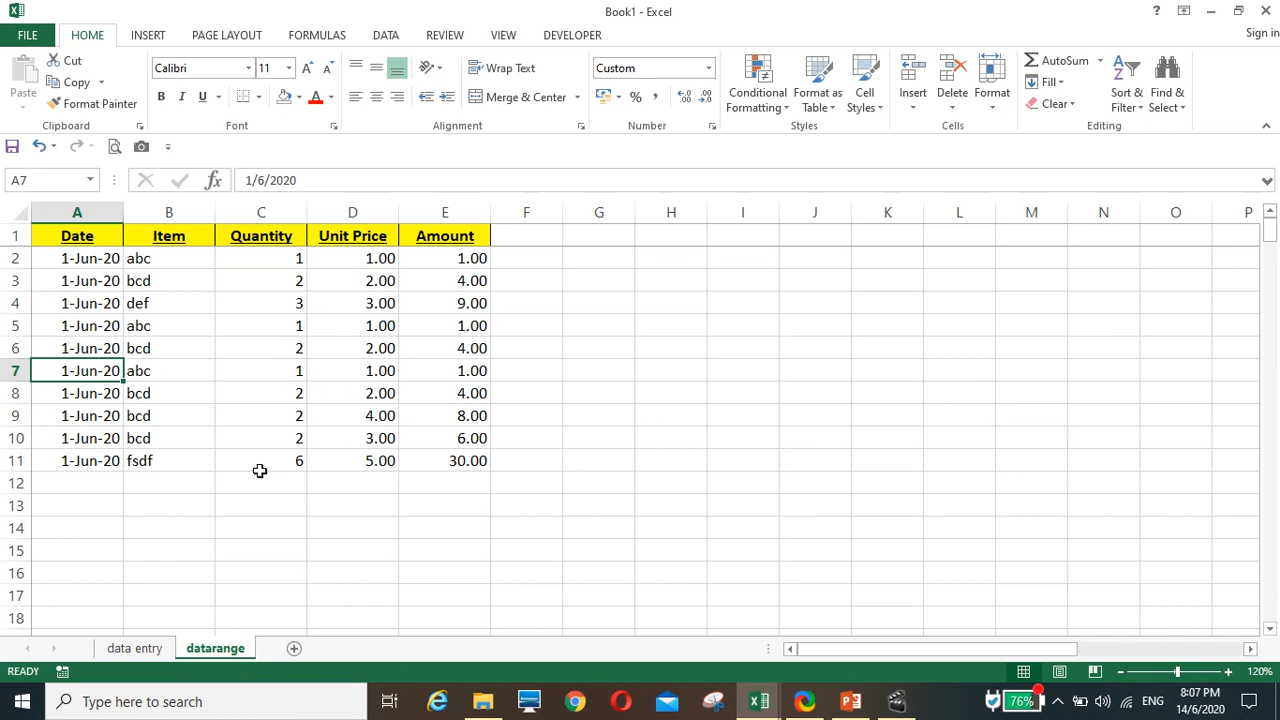 Book1 - Excel
?
FILE HOME INSERT PAGE LAYOUT FORMULAS DATA REVIEW VIEW DEVELOPER Sign in
Paste
Cut
Copy
Format Painter
Clipboard
Calibri 11
B I U
Font
Wrap Text
Merge & Center
Alignment
Custom
%
Number
Conditional Formatting
Format as Table
Cell Styles
Styles
Insert Delete Format
Cells
AutoSum
Fill
Clear
Sort & Filter
Find & Select
Editing
A7 fx 1/6/2020
A B C D E F G H I J K L M N O P
1 Date Item Quantity Unit Price Amount
2 1-Jun-20 abc 1 1.00 1.00
3 1-Jun-20 bcd 2 2.00 4.00
4 1-Jun-20 def 3 3.00 9.00
5 1-Jun-20 abc 1 1.00 1.00
6 1-Jun-20 bcd 2 2.00 4.00
7 1-Jun-20 abc 1 1.00 1.00
8 1-Jun-20 bcd 2 2.00 4.00
9 1-Jun-20 bcd 2 4.00 8.00
10 1-Jun-20 bcd 2 3.00 6.00
11 1-Jun-20 fsdf 6 5.00 30.00
12
13
14
15
16
17
18
data entry datarange
READY 120%
Type here to search 76% ENG 8:07 PM
14/6/2020